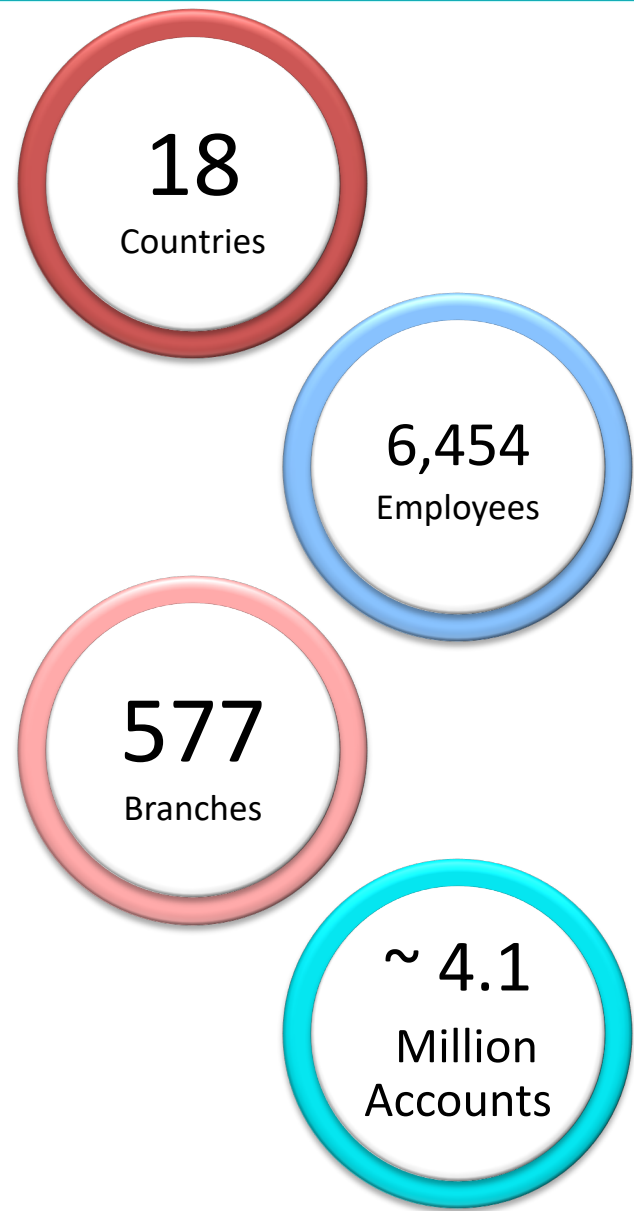 18
Countries
6,454
Employees
577
Branches
~ 4.1
Million
Accounts